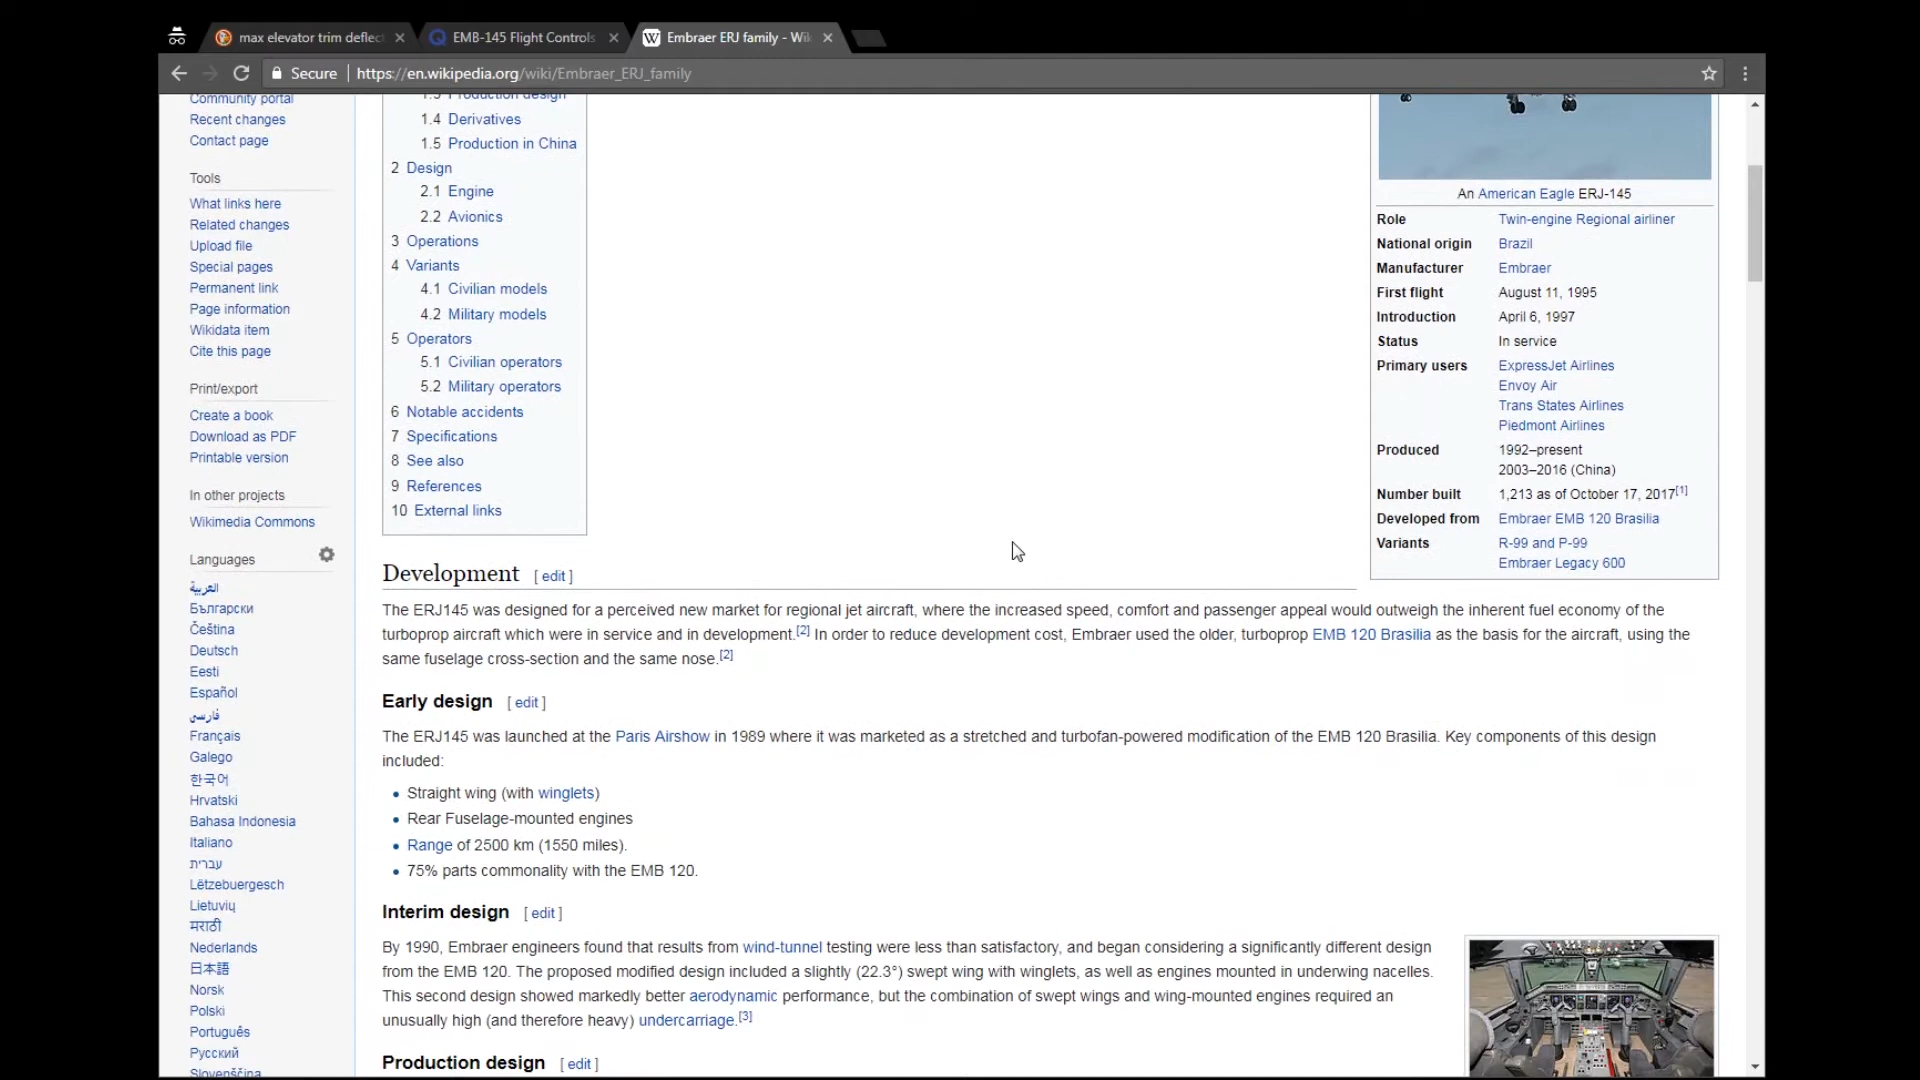 max elevator trim deflec
EMB-145 Flight Controls
W Embraer ERJ family - Wi
Secure https://en.wikipedia.org/wiki/Embraer_ERJ_family
Community portal
Recent changes
Contact page
Tools
What links here
Related changes
Upload file
Special pages
Permanent link
Page information
Wikidata item
Cite this page
Print/export
Create a book
Download as PDF
Printable version
In other projects
Wikimedia Commons
Languages
العربية
Български
Čeština
Deutsch
Eesti
Español
فارسی
Français
Galego
한국어
Hrvatski
Bahasa Indonesia
Italiano
עברית
Lëtzebuergesch
Lietuvių
मराठी
Nederlands
日本語
Norsk
Polski
Português
Русский
Slovenščina
1.3 Production design
1.4 Derivatives
1.5 Production in China
2 Design
2.1 Engine
2.2 Avionics
3 Operations
4 Variants
4.1 Civilian models
4.2 Military models
5 Operators
5.1 Civilian operators
5.2 Military operators
6 Notable accidents
7 Specifications
8 See also
9 References
10 External links
An American Eagle ERJ-145
Role Twin-engine Regional airliner
National origin Brazil
Manufacturer Embraer
First flight August 11, 1995
Introduction April 6, 1997
Status In service
Primary users ExpressJet Airlines
Envoy Air
Trans States Airlines
Piedmont Airlines
Produced 1992–present
2003–2016 (China)
Number built 1,213 as of October 17, 2017[1]
Developed from Embraer EMB 120 Brasilia
Variants R-99 and P-99
Embraer Legacy 600
Development [ edit ]
The ERJ145 was designed for a perceived new market for regional jet aircraft, where the increased speed, comfort and passenger appeal would outweigh the inherent fuel economy of the
turboprop aircraft which were in service and in development.[2] In order to reduce development cost, Embraer used the older, turboprop EMB 120 Brasilia as the basis for the aircraft, using the
same fuselage cross-section and the same nose.[2]
Early design [ edit ]
The ERJ145 was launched at the Paris Airshow in 1989 where it was marketed as a stretched and turbofan-powered modification of the EMB 120 Brasilia. Key components of this design
included:
• Straight wing (with winglets)
• Rear Fuselage-mounted engines
• Range of 2500 km (1550 miles).
• 75% parts commonality with the EMB 120.
Interim design [ edit ]
By 1990, Embraer engineers found that results from wind-tunnel testing were less than satisfactory, and began considering a significantly different design
from the EMB 120. The proposed modified design included a slightly (22.3°) swept wing with winglets, as well as engines mounted in underwing nacelles.
This second design showed markedly better aerodynamic performance, but the combination of swept wings and wing-mounted engines required an
unusually high (and therefore heavy) undercarriage.[3]
Production design [ edit ]